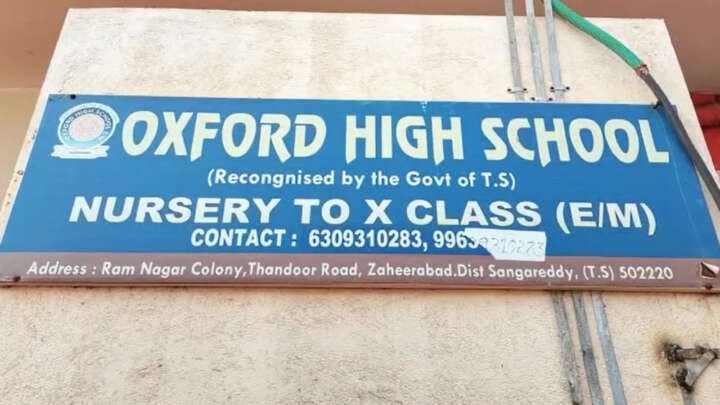 OXFORD HIGH SCHOOL
(Recongnised by the Govt of T.S)
NURSERY TO X CLASS (E/M)
CONTACT : 6309310283, 9963
Address : Ram Nagar Colony,Thandoor Road, Zaheerabad.Dist Sangareddy, (T.S) 502220